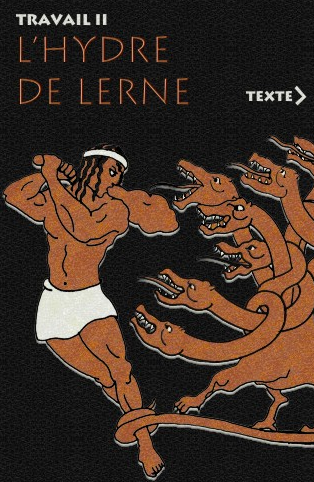 TRAVAIL II
L'HYDRE
DE LERNE
TEXTE >